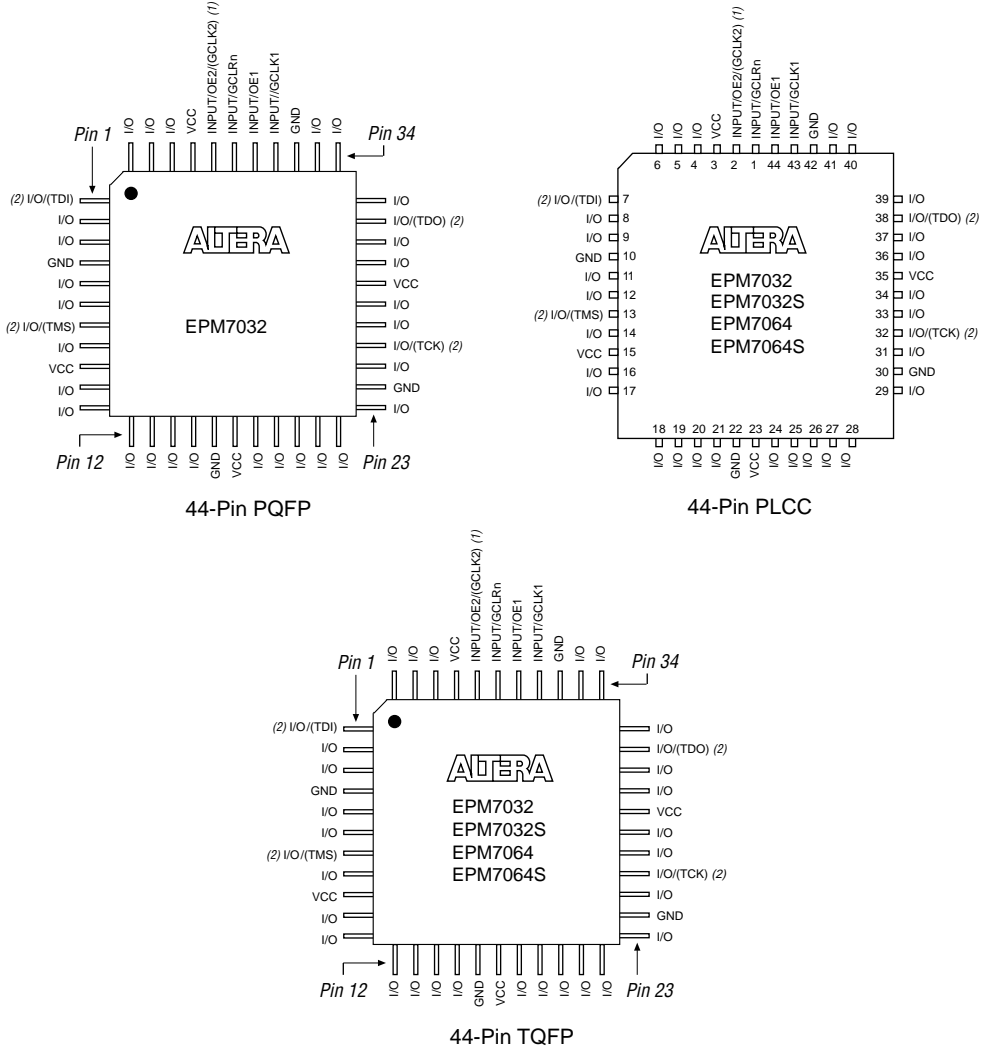 Pin 1
I/O
I/O
I/O
VCC
INPUT/OE2/(GCLK2) (1)
INPUT/GCLRn
INPUT/OE1
INPUT//GCLK1
GND
I/O
I/O
Pin 34
(2) I/O/(TDI)
I/O
I/O
GND
I/O
I/O
(2) I/O/(TMS)
I/O
VCC
I/O
I/O
ALTERA
EPM7032
I/O
I/O/(TDO) (2)
I/O
I/O
VCC
I/O
I/O
I/O/(TCK) (2)
I/O
GND
I/O
Pin 12
I/O
I/O
I/O
I/O
GND
VCC
I/O
I/O
I/O
I/O
I/O
Pin 23
44-Pin PQFP
I/O
I/O
I/O
VCC
INPUT/OE2/(GCLK2) (1)
INPUT/GCLRn
INPUT/OE1
INPUT/GCLK1
GND
I/O
I/O
6 5 4 3 2 1 44 43 42 41 40
(2) I/O/(TDI) 7
I/O 8
I/O 9
GND 10
I/O 11
I/O 12
(2) I/O/(TMS) 13
I/O 14
VCC 15
I/O 16
I/O 17
ALTERA
EPM7032
EPM7032S
EPM7064
EPM7064S
39 I/O
38 I/O/(TDO) (2)
37 I/O
36 I/O
35 VCC
34 I/O
33 I/O
32 I/O/(TCK) (2)
31 I/O
30 GND
29 I/O
18 19 20 21 22 23 24 25 26 27 28
I/O
I/O
I/O
I/O
GND
VCC
I/O
I/O
I/O
I/O
I/O
44-Pin PLCC
Pin 1
I/O
I/O
I/O
VCC
INPUT/OE2/(GCLK2) (1)
INPUT/GCLRn
INPUT/OE1
INPUT/GCLK1
GND
I/O
I/O
Pin 34
(2) I/O/(TDI)
I/O
I/O
GND
I/O
I/O
(2) I/O/(TMS)
I/O
VCC
I/O
I/O
ALTERA
EPM7032
EPM7032S
EPM7064
EPM7064S
I/O
I/O/(TDO) (2)
I/O
I/O
VCC
I/O
I/O
I/O/(TCK) (2)
I/O
GND
I/O
Pin 12
I/O
I/O
I/O
I/O
GND
VCC
I/O
I/O
I/O
I/O
I/O
Pin 23
44-Pin TQFP